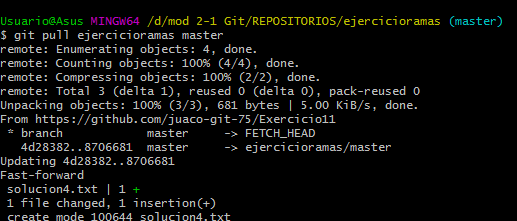 Usuario@Asus MINGW64 /d/mod 2-1 Git/REPOSITORIOS/ejercicioramas (master)
$ git pull ejercicioramas master
remote: Enumerating objects: 4, done.
remote: Counting objects: 100% (4/4), done.
remote: Compressing objects: 100% (2/2), done.
remote: Total 3 (delta 1), reused 0 (delta 0), pack-reused 0
Unpacking objects: 100% (3/3), 681 bytes | 5.00 KiB/s, done.
From https://github.com/juaco-git-75/Exercicio11
 * branch            master     -> FETCH_HEAD
   4d28382..8706681  master     -> ejercicioramas/master
Updating 4d28382..8706681
Fast-forward
 solucion4.txt | 1 +
 1 file changed, 1 insertion(+)
 create mode 100644 solucion4.txt